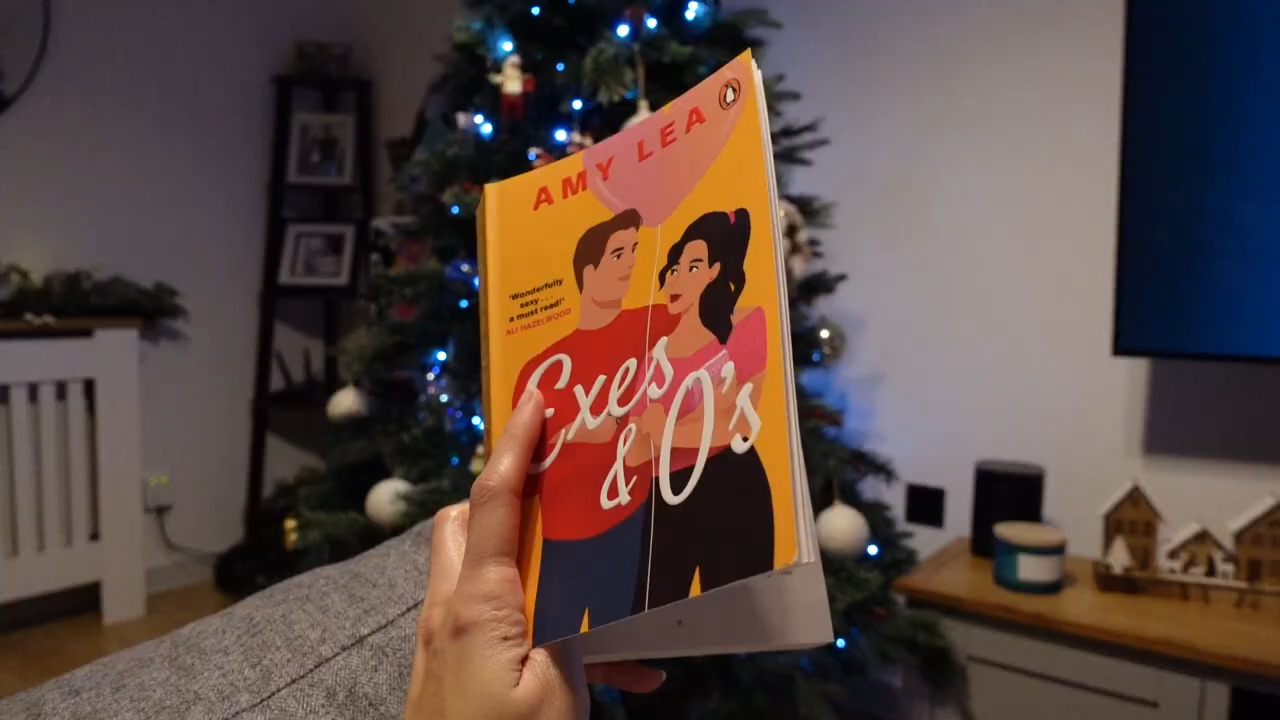 AMY LEA
'Wonderfully
sexy ...
a must read!'
ALI HAZELWOOD
Exes
& O's